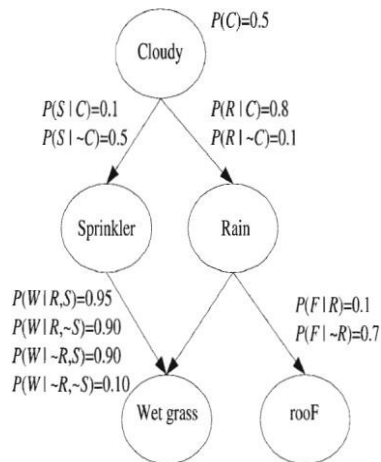 P(C)=0.5
Cloudy
P(S | C)=0.1
P(S | ~C)=0.5
P(R | C)=0.8
P(R | ~C)=0.1
Sprinkler
Rain
P(W | R,S)=0.95
P(W | R,~S)=0.90
P(W | ~R,S)=0.90
P(W | ~R,~S)=0.10
P(F | R)=0.1
P(F | ~R)=0.7
Wet grass
rooF